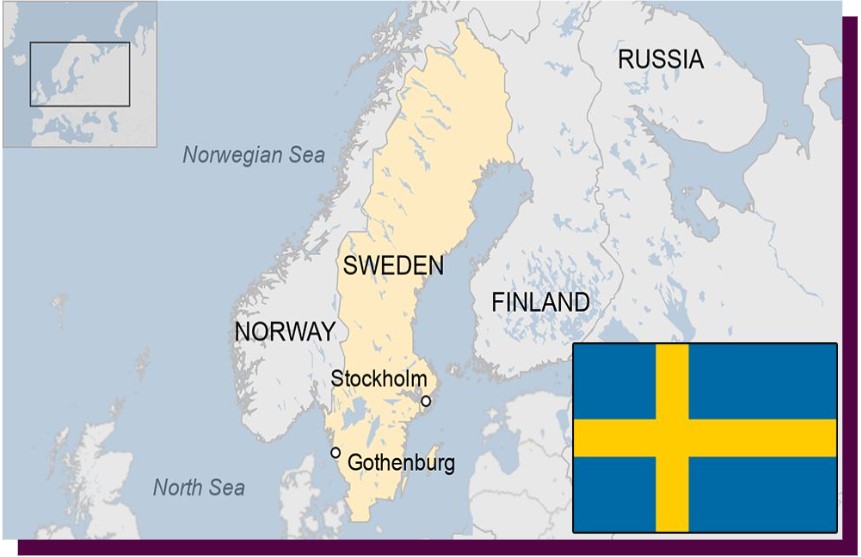 RUSSIA
Norwegian Sea
SWEDEN
FINLAND
NORWAY
Stockholm
Gothenburg
North Sea